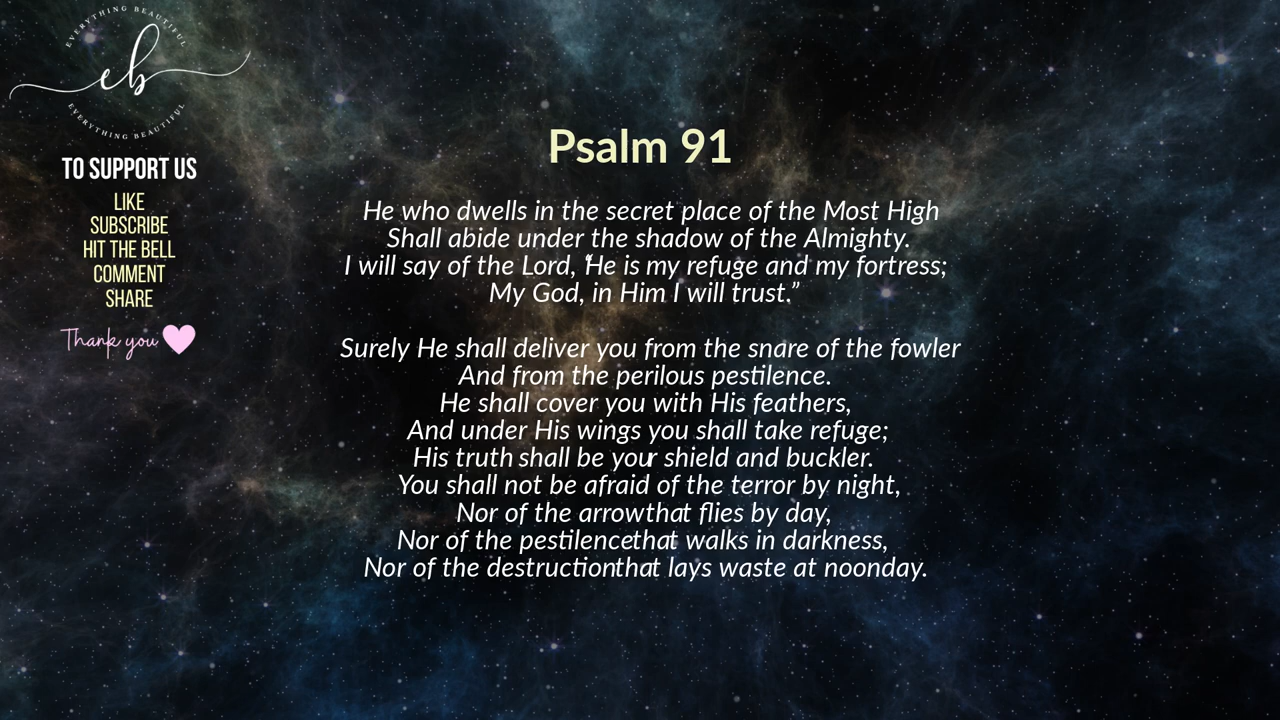 EVERYTHING BEAUTIFUL
eb
EVERYTHING BEAUTIFUL
TO SUPPORT US
LIKE
SUBSCRIBE
HIT THE BELL
COMMENT
SHARE
Thank you
Psalm 91
He who dwells in the secret place of the Most High
Shall abide under the shadow of the Almighty.
I will say of the Lord, “He is my refuge and my fortress;
My God, in Him I will trust.”
Surely He shall deliver you from the snare of the fowler
And from the perilous pestilence.
He shall cover you with His feathers,
And under His wings you shall take refuge;
His truth shall be your shield and buckler.
You shall not be afraid of the terror by night,
Nor of the arrowthat flies by day,
Nor of the pestilencethat walks in darkness,
Nor of the destructionthat lays waste at noonday.